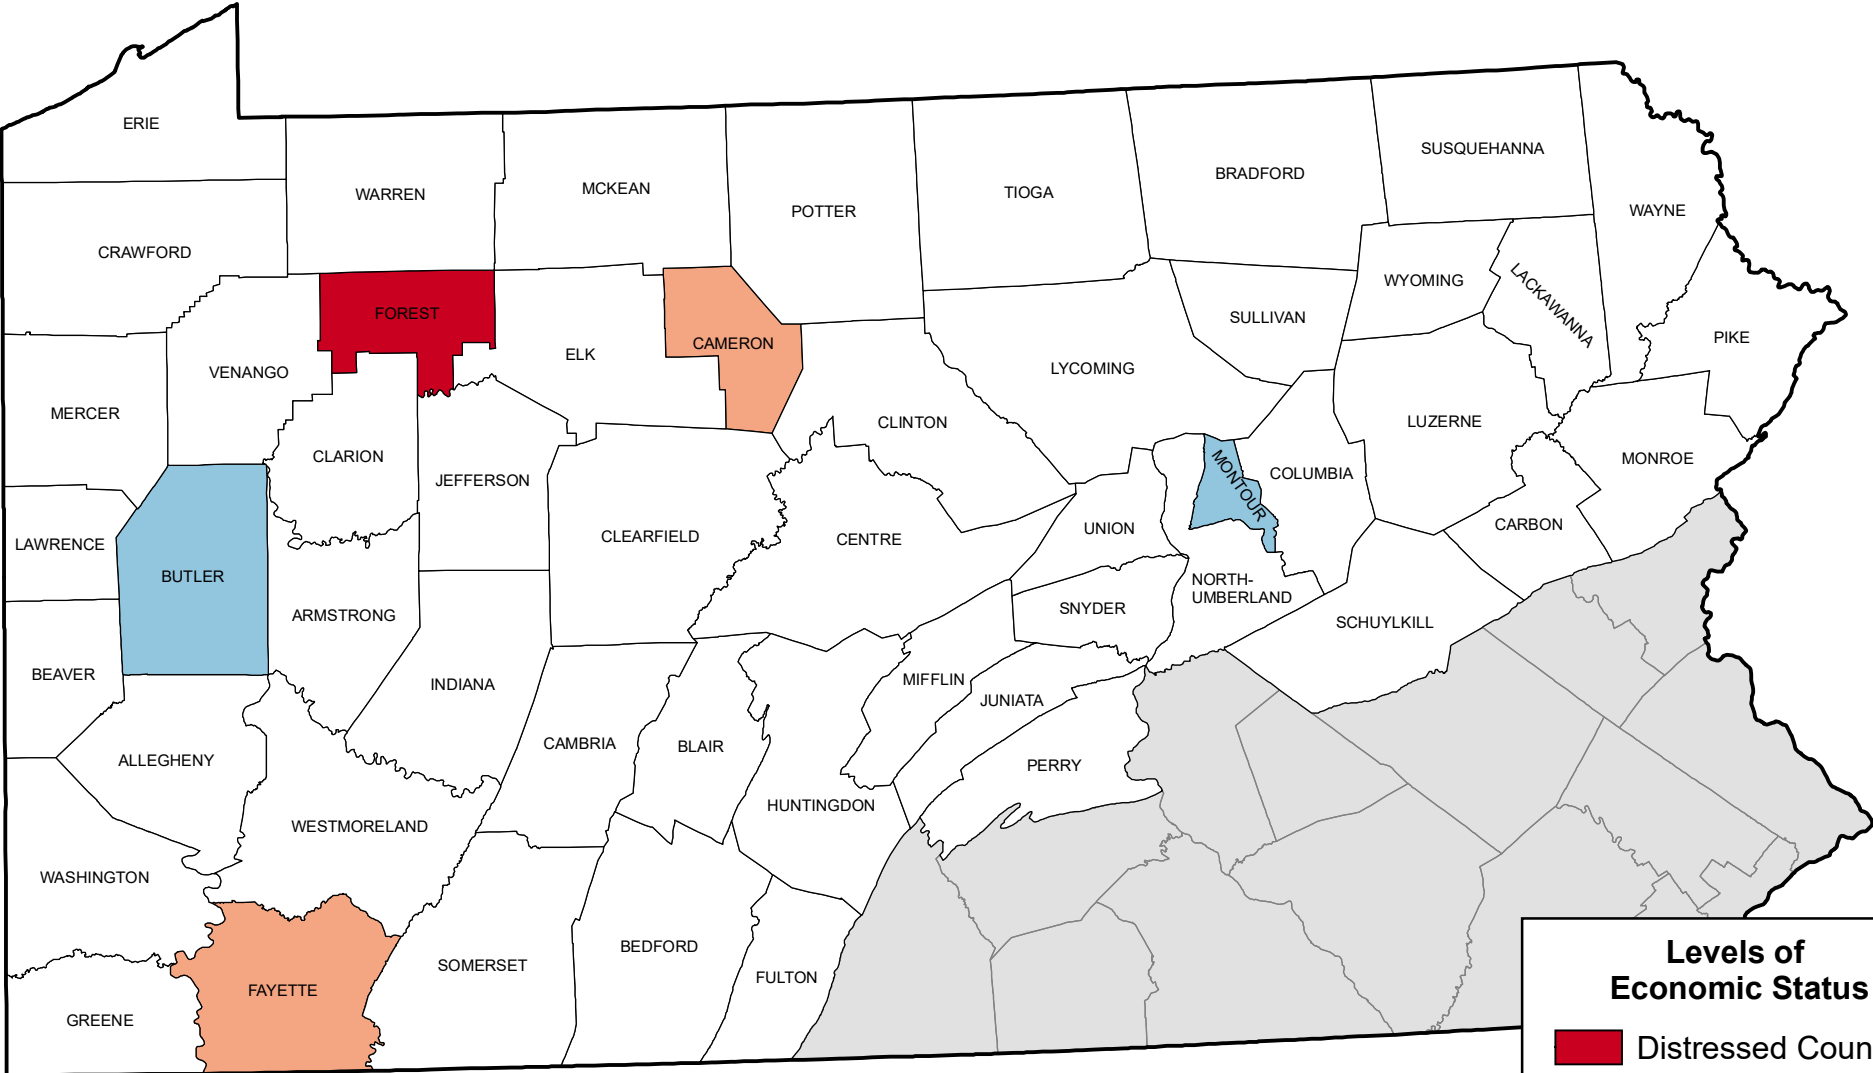 ERIE
WARREN
MCKEAN
POTTER
TIOGA
BRADFORD
SUSQUEHANNA
WAYNE
CRAWFORD
FOREST
ELK
CAMERON
SULLIVAN
WYOMING
LACKAWANNA
PIKE
VENANGO
MERCER
CLARION
JEFFERSON
CLINTON
LYCOMING
MONTOUR
COLUMBIA
LUZERNE
MONROE
LAWRENCE
BUTLER
ARMSTRONG
CLEARFIELD
CENTRE
UNION
SNYDER
NORTH-
UMBERLAND
CARBON
SCHUYLKILL
BEAVER
INDIANA
MIFFLIN
JUNIATA
ALLEGHENY
CAMBRIA
BLAIR
HUNTINGDON
PERRY
WESTMORELAND
WASHINGTON
FAYETTE
SOMERSET
BEDFORD
FULTON
GREENE
Levels of
Economic Status
Distressed Coun